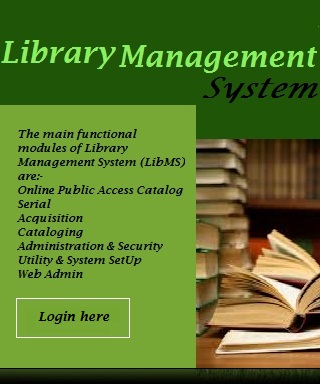 Library Management
System
The main functional
modules of Library
Management System (LibMS)
are:-
Online Public Access Catalog
Serial
Acquisition
Cataloging
Administration & Security
Utility & System SetUp
Web Admin
Login here